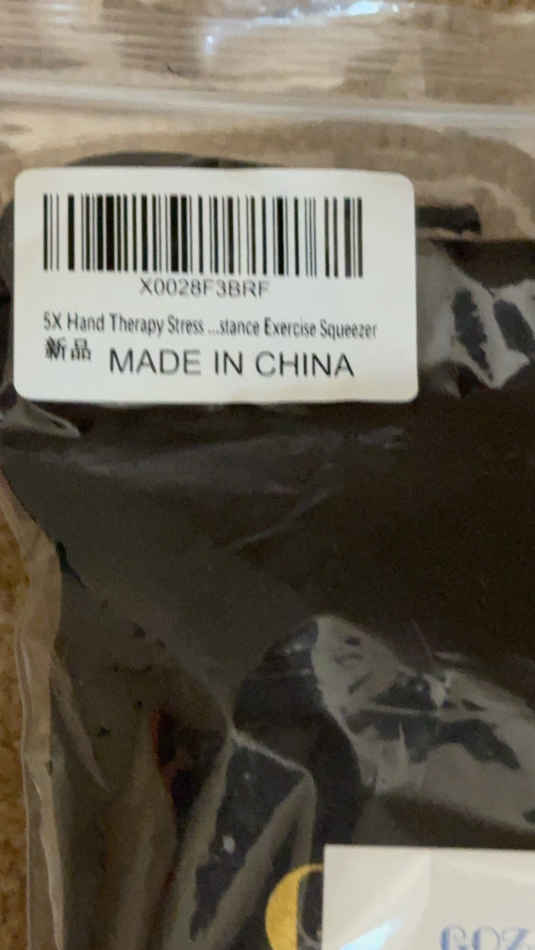 X0028F3BRF
5X Hand Therapy Stress ...stance Exercise Squeezer
新品 MADE IN CHINA